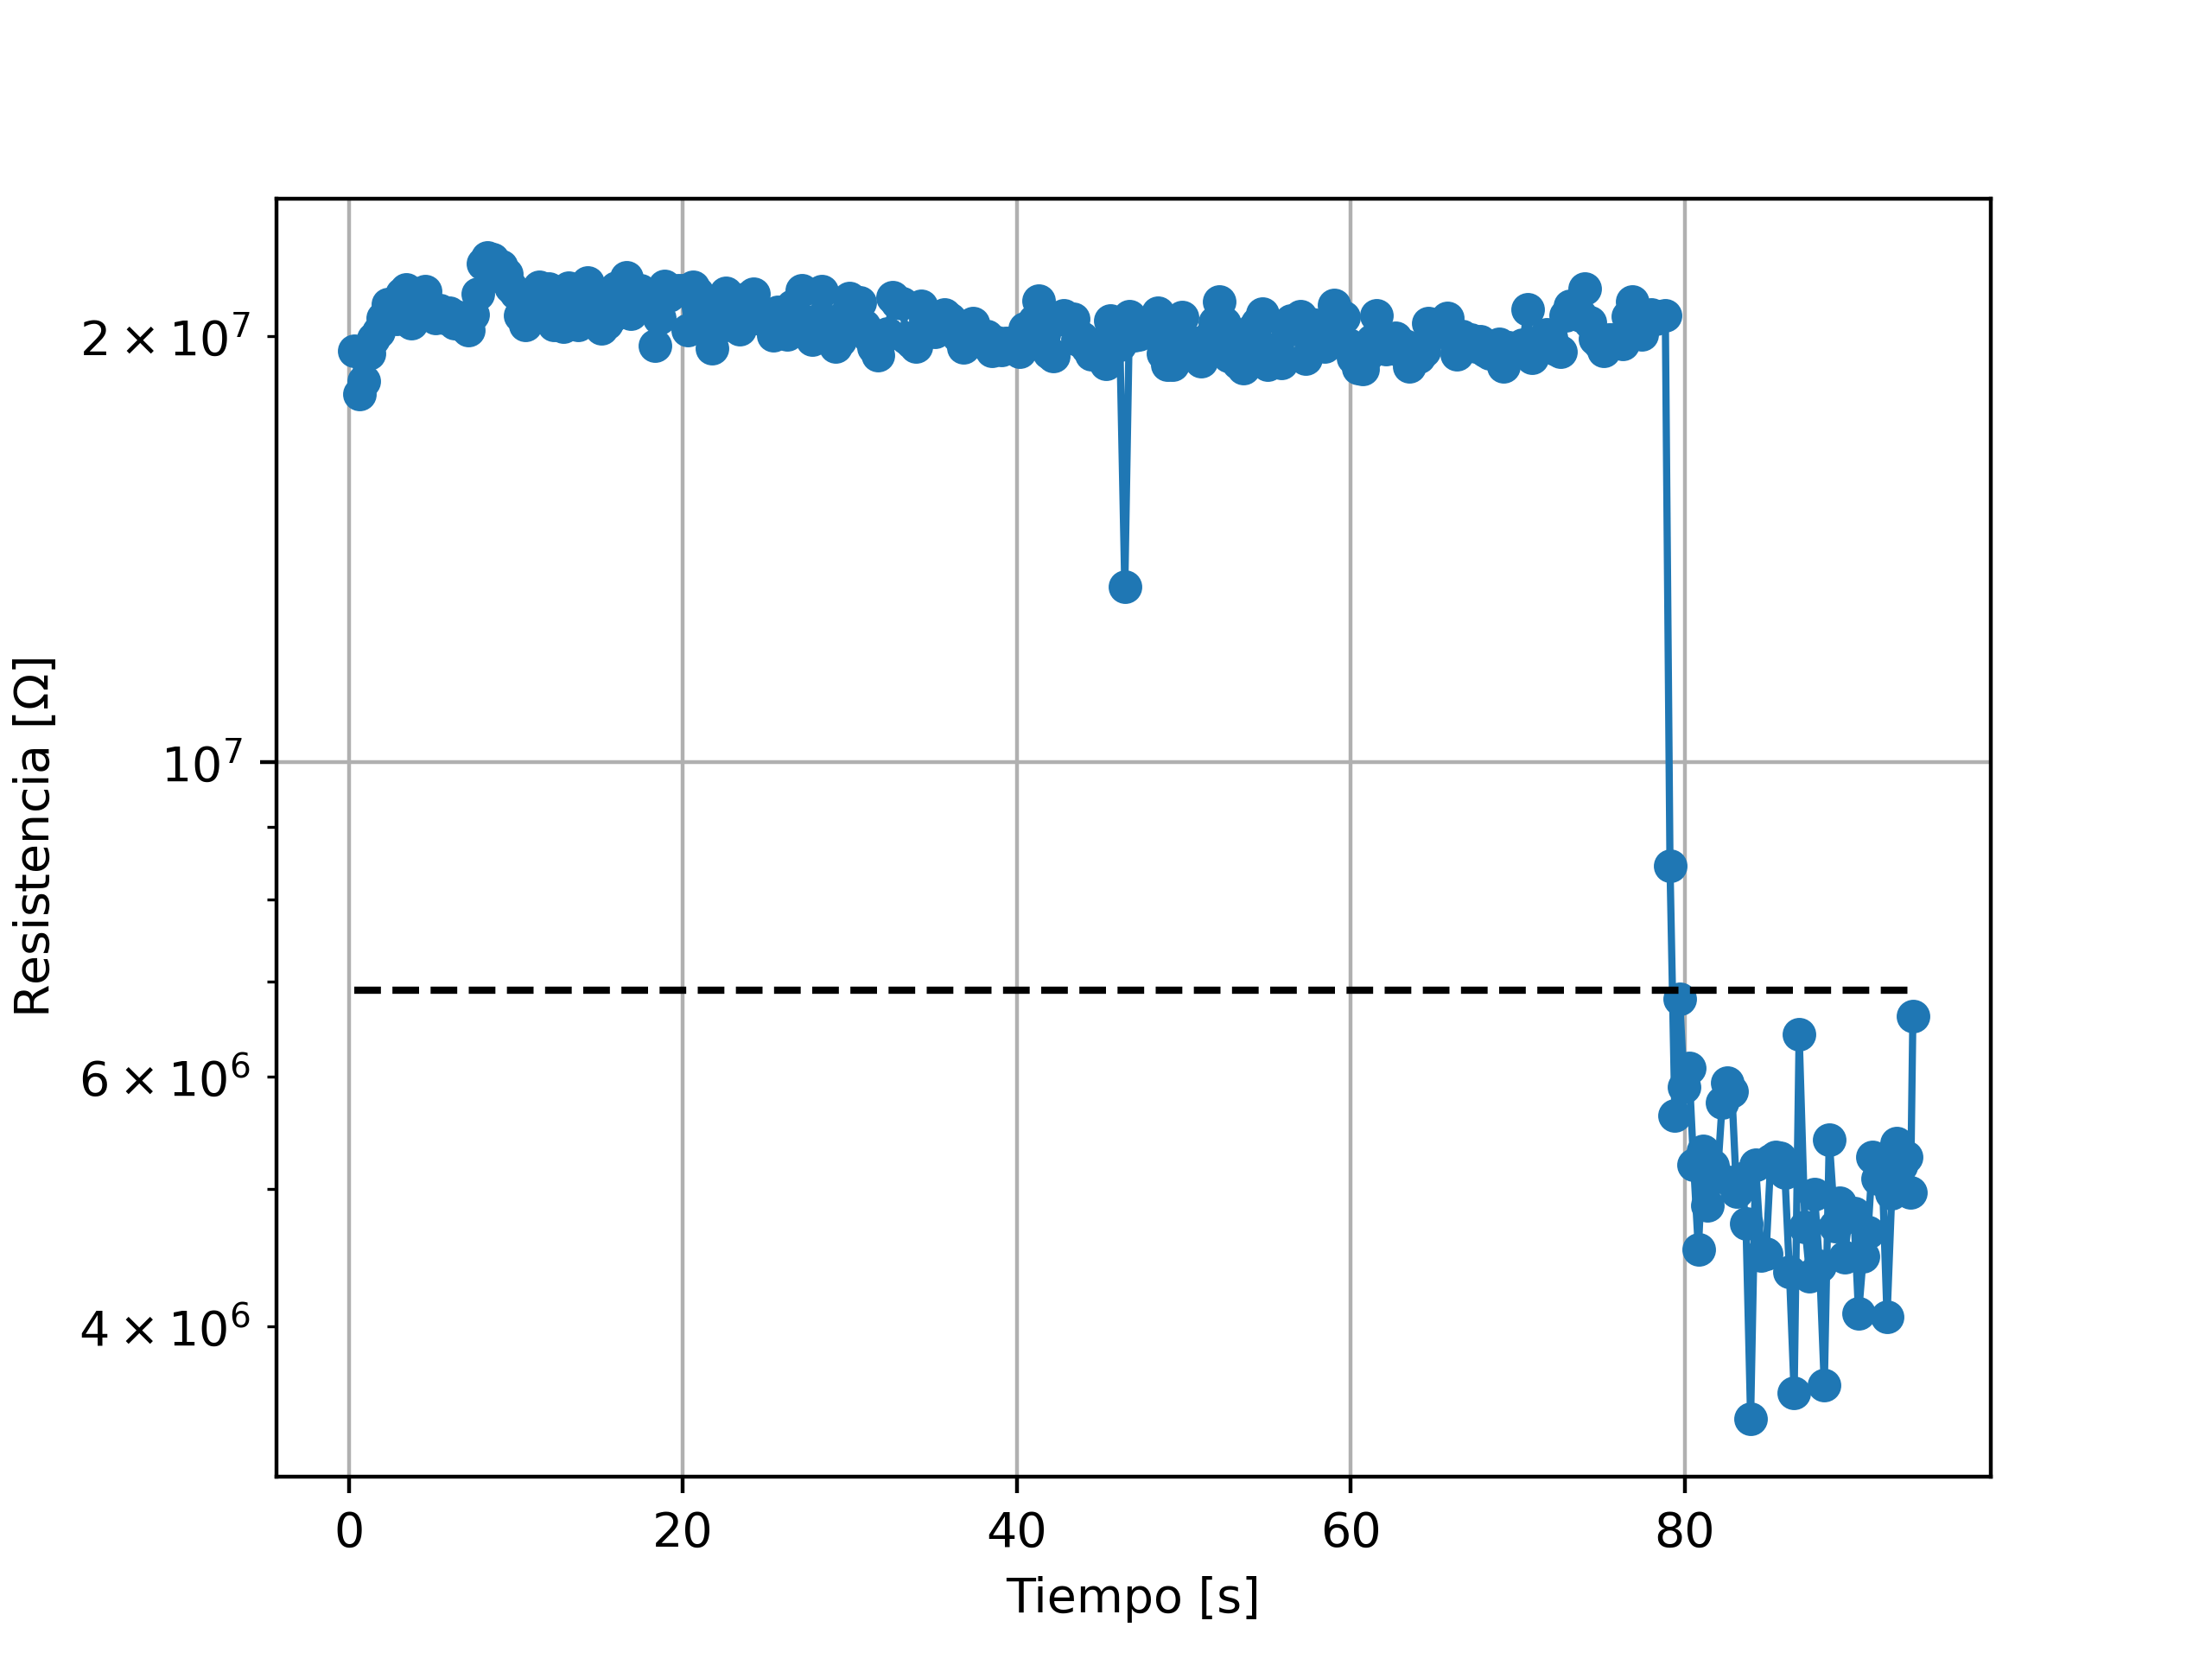 2 × 10⁷
10⁷
6 × 10⁶
4 × 10⁶
Resistencia [Ω]
0 20 40 60 80
Tiempo [s]